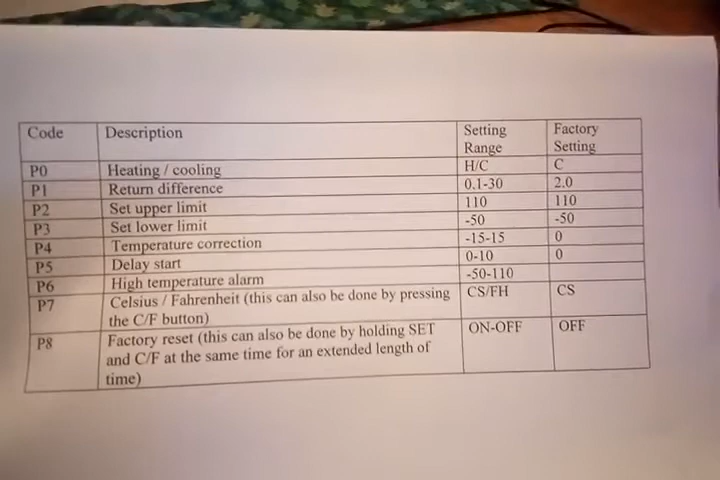 Code Description Setting Range Factory Setting
P0 Heating / cooling H/C C
P1 Return difference 0.1-30 2.0
P2 Set upper limit 110 110
P3 Set lower limit -50 -50
P4 Temperature correction -15-15 0
P5 Delay start 0-10 0
P6 High temperature alarm -50-110
P7 Celsius / Fahrenheit (this can also be done by pressing CS/FH CS
the C/F button)
P8 Factory reset (this can also be done by holding SET ON-OFF OFF
and C/F at the same time for an extended length of
time)